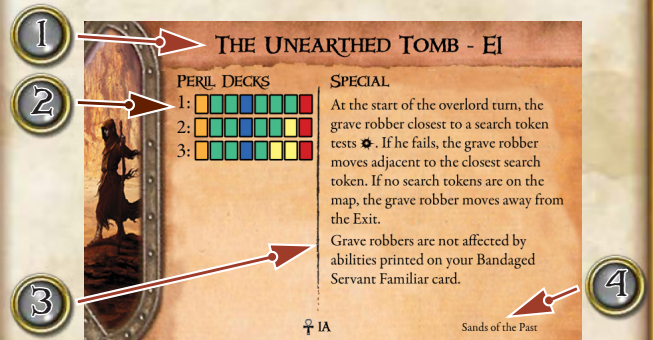 1
The Unearthed Tomb - EI
2
Peril Decks
1:
2:
3:
Special
At the start of the overlord turn, the
grave robber closest to a search token
tests . If he fails, the grave robber
moves adjacent to the closest search
token. If no search tokens are on the
map, the grave robber moves away from
the Exit.
Grave robbers are not affected by
abilities printed on your Bandaged
Servant Familiar card.
3
4
1A
Sands of the Past